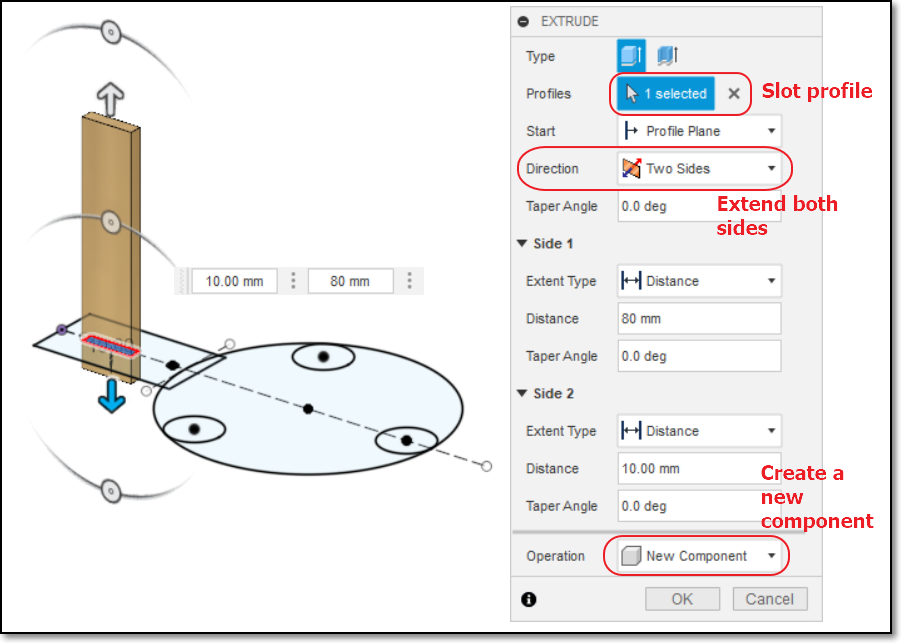 EXTRUDE
Type
Profiles
1 selected
Slot profile
Start
Profile Plane
Direction
Two Sides
Taper Angle
0.0 deg
Extend both
sides
Side 1
10.00 mm
80 mm
Extent Type
Distance
Distance
80 mm
Taper Angle
0.0 deg
Side 2
Extent Type
Distance
Distance
10.00 mm
Create a
new
component
Taper Angle
0.0 deg
Operation
New Component
OK
Cancel